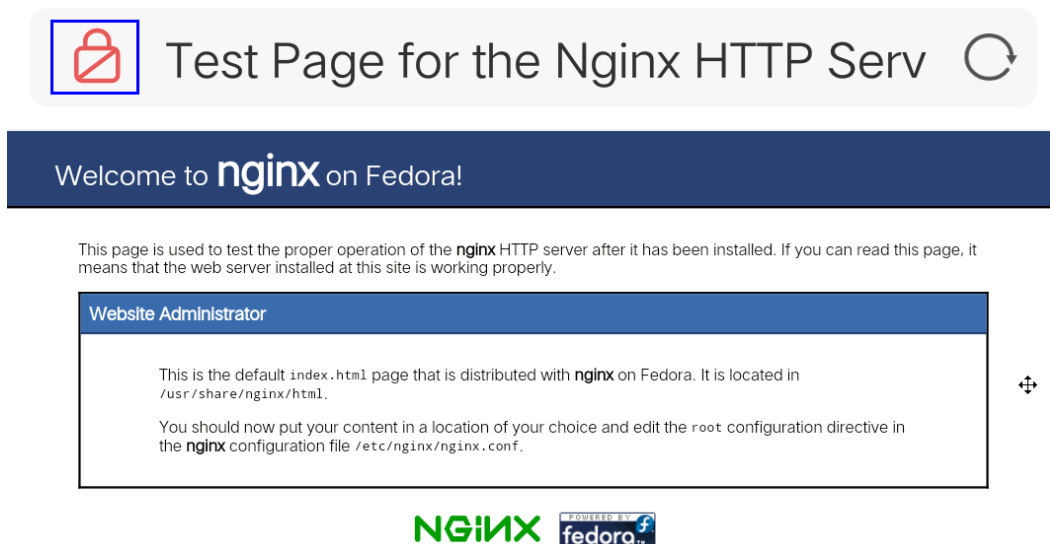 Test Page for the Nginx HTTP Serv
Welcome to nginx on Fedora!
This page is used to test the proper operation of the nginx HTTP server after it has been installed. If you can read this page, it
means that the web server installed at this site is working properly.
Website Administrator
This is the default index.html page that is distributed with nginx on Fedora. It is located in
/usr/share/nginx/html.
You should now put your content in a location of your choice and edit the root configuration directive in
the nginx configuration file /etc/nginx/nginx.conf.
NGINX
POWERED BY
fedora™